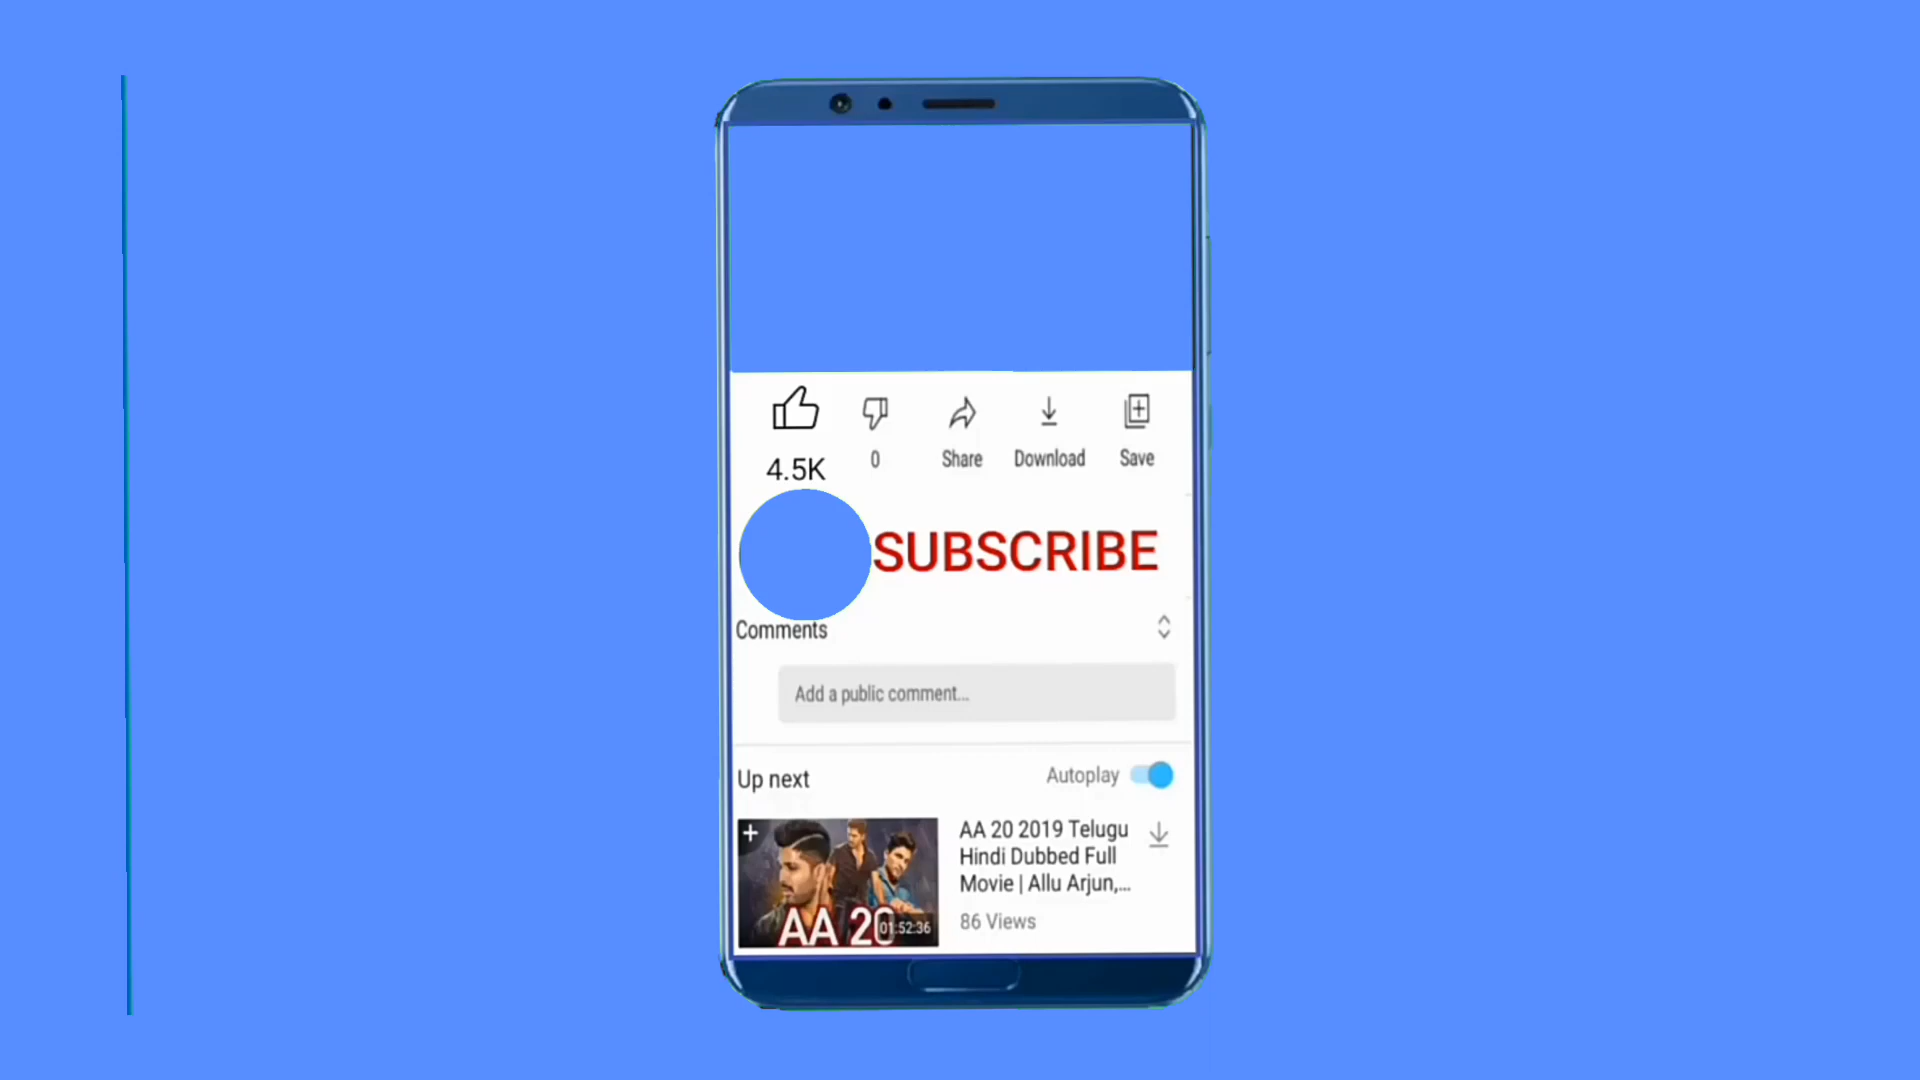 4.5K
0
Share
Download
Save
SUBSCRIBE
Comments
Add a public comment...
Up next
Autoplay
AA 20
01:52:36
AA 20 2019 Telugu
Hindi Dubbed Full
Movie | Allu Arjun,...
86 Views